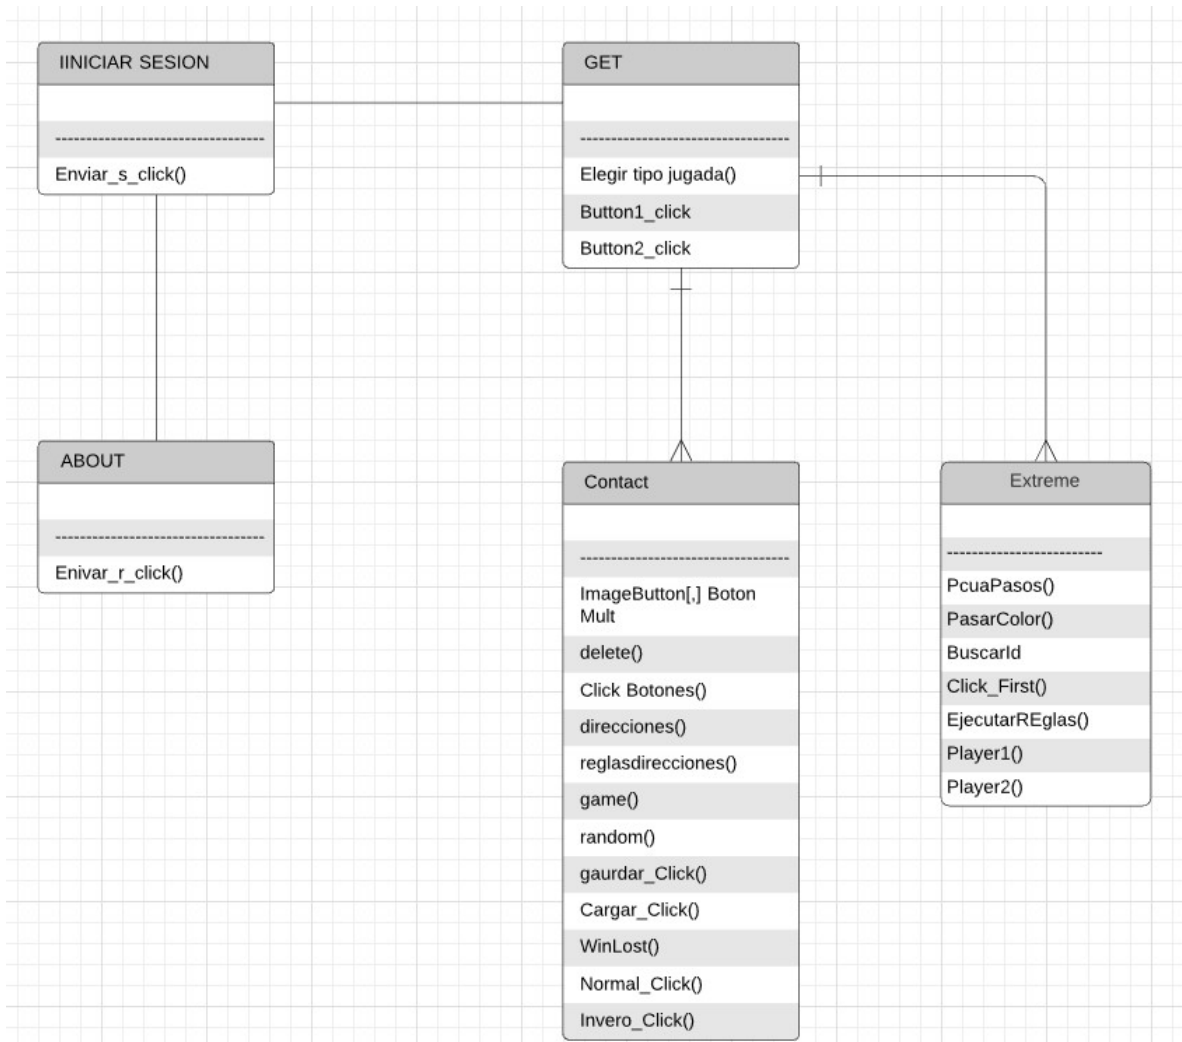 IINICIAR SESION
----------------------------------
Enviar_s_click()
GET
----------------------------------
Elegir tipo jugada()
Button1_click
Button2_click
ABOUT
----------------------------------
Enivar_r_click()
Contact
----------------------------------
ImageButton[,] Boton
Mult
delete()
Click Botones()
direcciones()
reglasdirecciones()
game()
random()
gaurdar_Click()
Cargar_Click()
WinLost()
Normal_Click()
Invero_Click()
Extreme
-------------------------
PcuaPasos()
PasarColor()
BuscarId
Click_First()
EjecutarREglas()
Player1()
Player2()